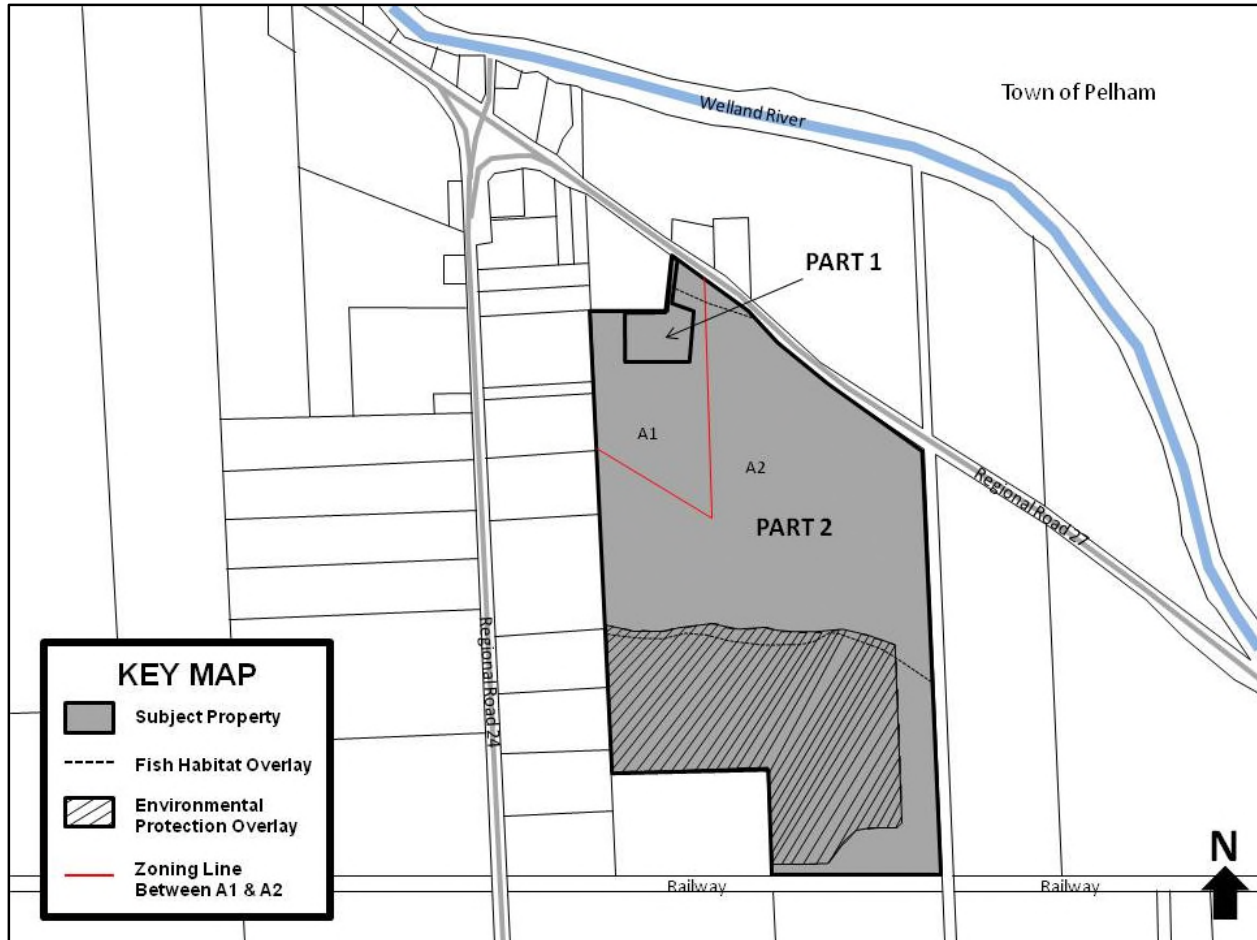 Town of Pelham
Welland River
PART 1
A1
A2
PART 2
Regional Road 27
Regional Road 24
KEY MAP
Subject Property
Fish Habitat Overlay
Environmental
Protection Overlay
Zoning Line
Between A1 & A2
Railway
Railway
N